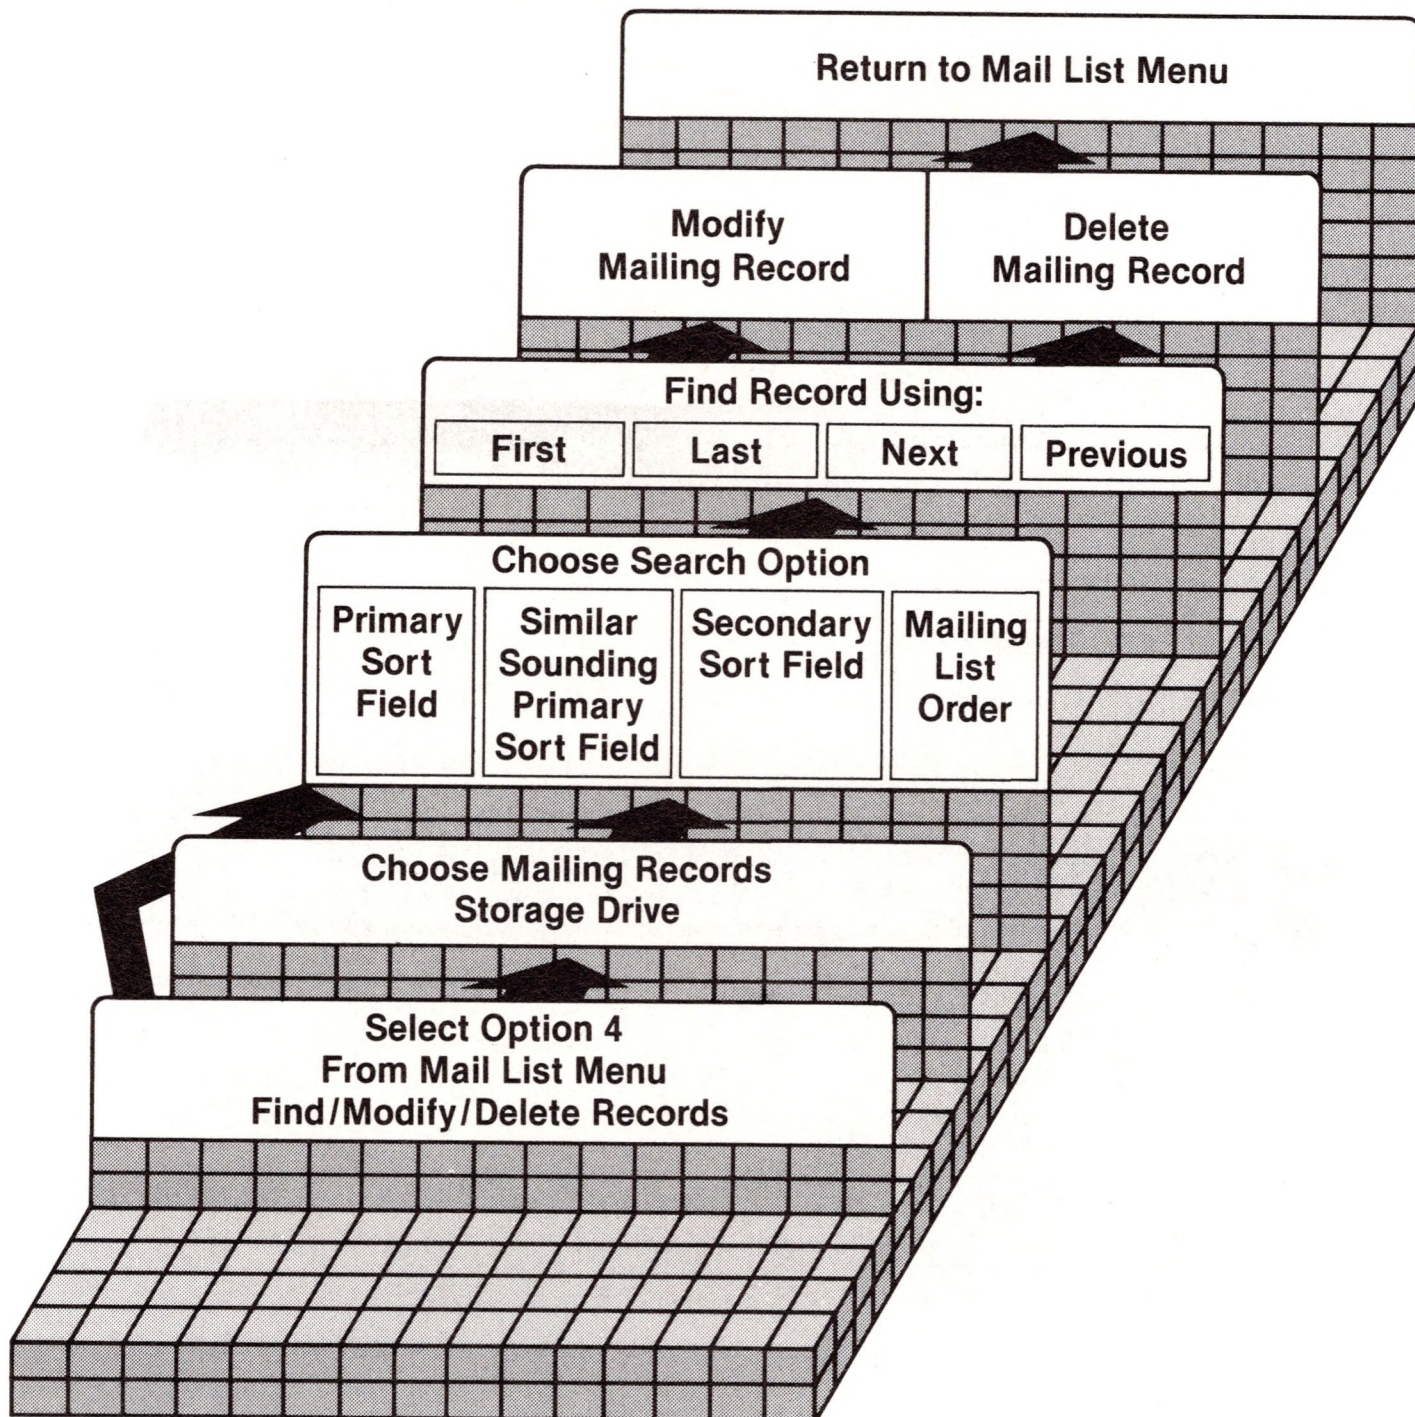 Return to Mail List Menu
Modify
Mailing Record
Delete
Mailing Record
Find Record Using:
First
Last
Next
Previous
Choose Search Option
Primary
Sort
Field
Similar
Sounding
Primary
Sort Field
Secondary
Sort Field
Mailing
List
Order
Choose Mailing Records
Storage Drive
Select Option 4
From Mail List Menu
Find/Modify/Delete Records